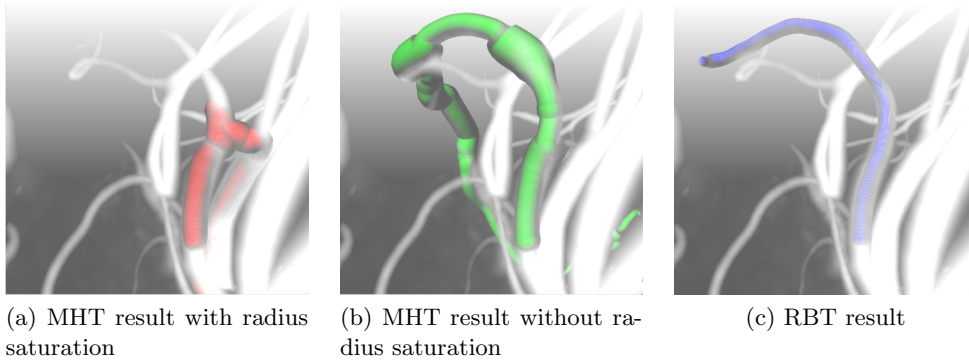 (a) MHT result with radius
saturation
(b) MHT result without ra-
dius saturation
(c) RBT result